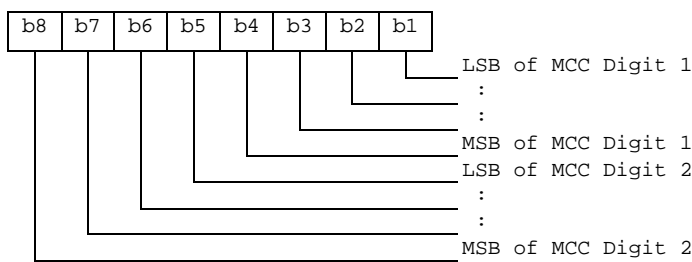 b8 b7 b6 b5 b4 b3 b2 b1
LSB of MCC Digit 1
:
:
MSB of MCC Digit 1
LSB of MCC Digit 2
:
:
MSB of MCC Digit 2